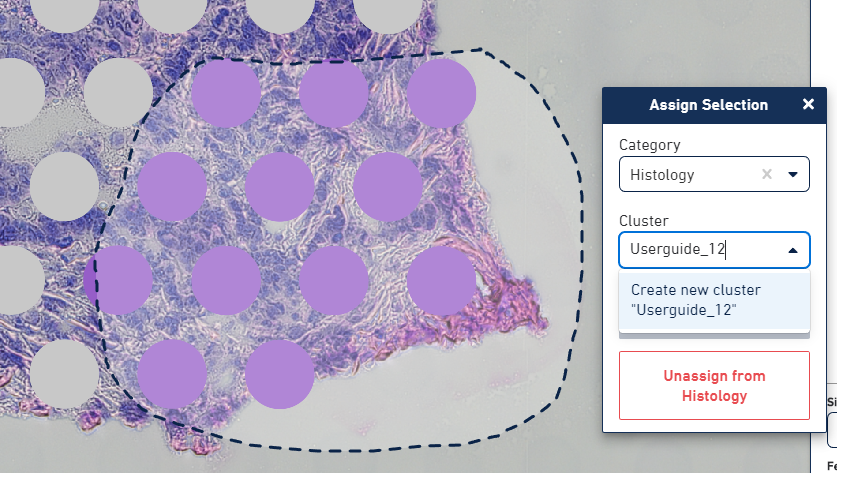 Assign Selection ×
Category
Histology ×
Cluster
Userguide_12
Create new cluster
"Userguide_12"
Unassign from
Histology